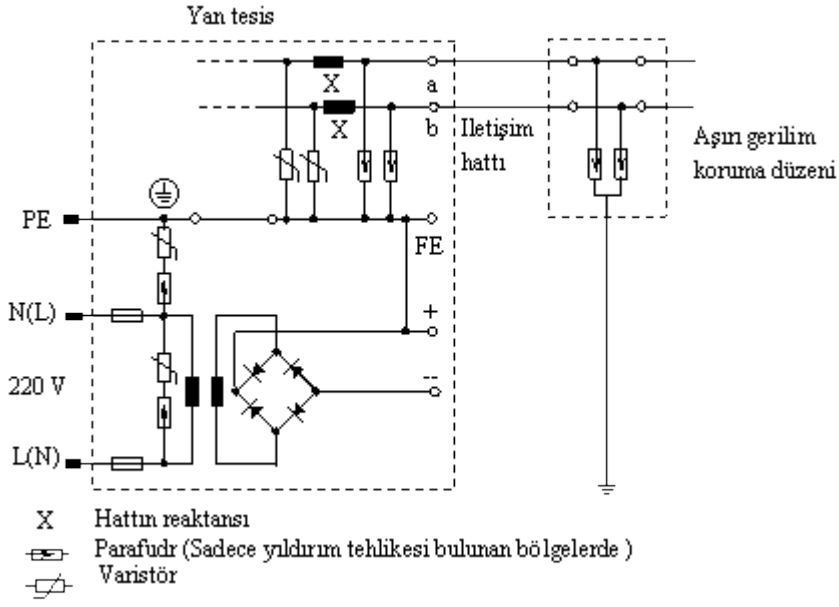 Yan tesis
X
a
X
b
Iletişim
hattı
Aşırı gerilim
koruma düzeni
PE
FE
N(L)
+
220 V
--
L(N)
X Hattın reaktansı
Parafudr (Sadece yıldırım tehlikesi bulunan bölgelerde )
Varistör